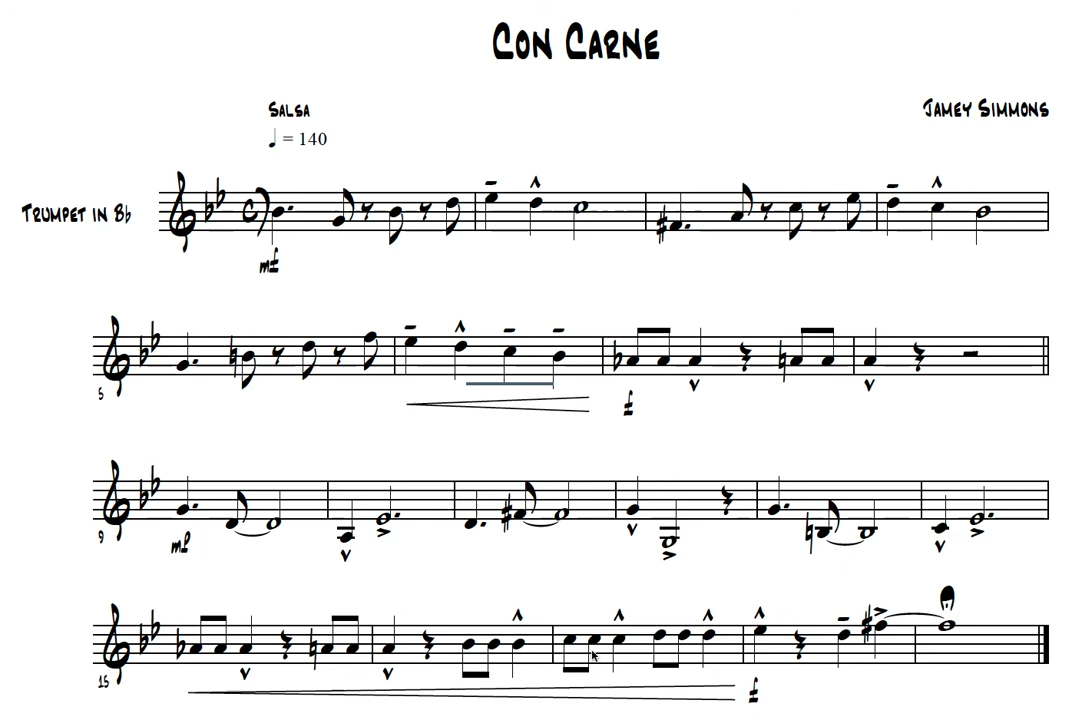 Con Carne
Salsa
Jamey Simmons
♩ = 140
Trumpet in B♭
mf
5
f
9
mf
15
f